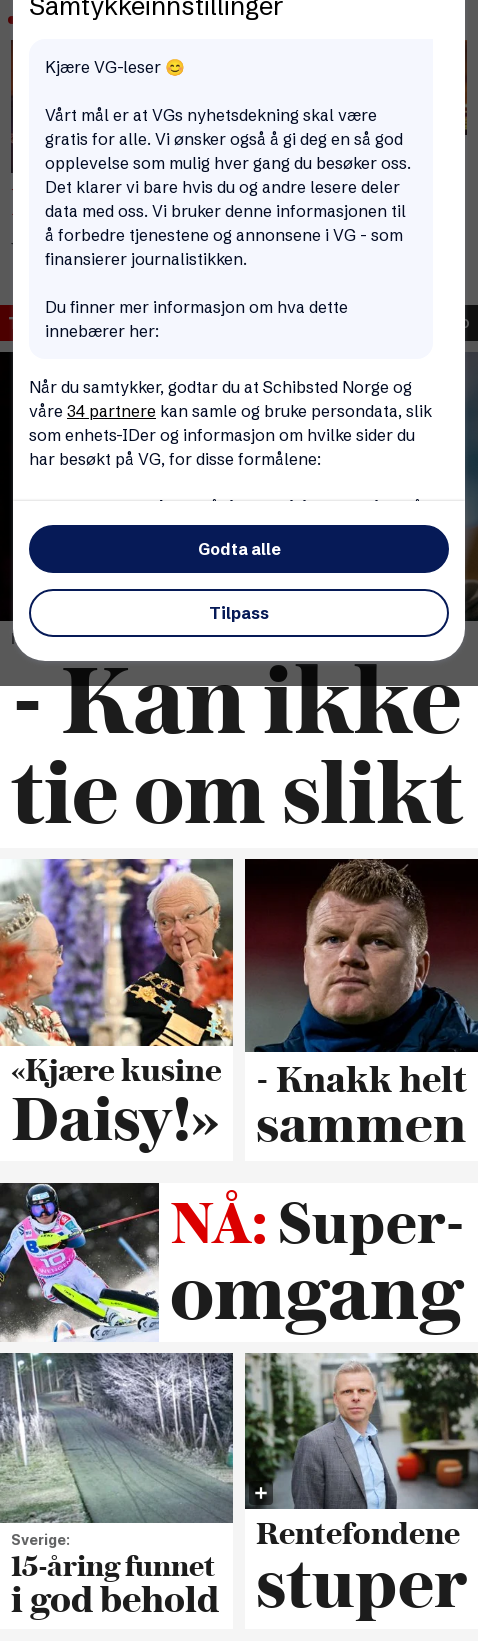 Samtykkeinnstillinger
Kjære VG-leser 😊
Vårt mål er at VGs nyhetsdekning skal være
gratis for alle. Vi ønsker også å gi deg en så god
opplevelse som mulig hver gang du besøker oss.
Det klarer vi bare hvis du og andre lesere deler
data med oss. Vi bruker denne informasjonen til
å forbedre tjenestene og annonsene i VG - som
finansierer journalistikken.
Du finner mer informasjon om hva dette
innebærer her:
Når du samtykker, godtar du at Schibsted Norge og
våre 34 partnere kan samle og bruke persondata, slik
som enhets-IDer og informasjon om hvilke sider du
har besøkt på VG, for disse formålene:
Godta alle
Tilpass
- Kan ikke
tie om slikt
«Kjære kusine
Daisy!»
- Knakk helt
sammen
10
NÅ: Super-
omgang
Sverige:
15-åring funnet
i god behold
Rentefondene
stuper